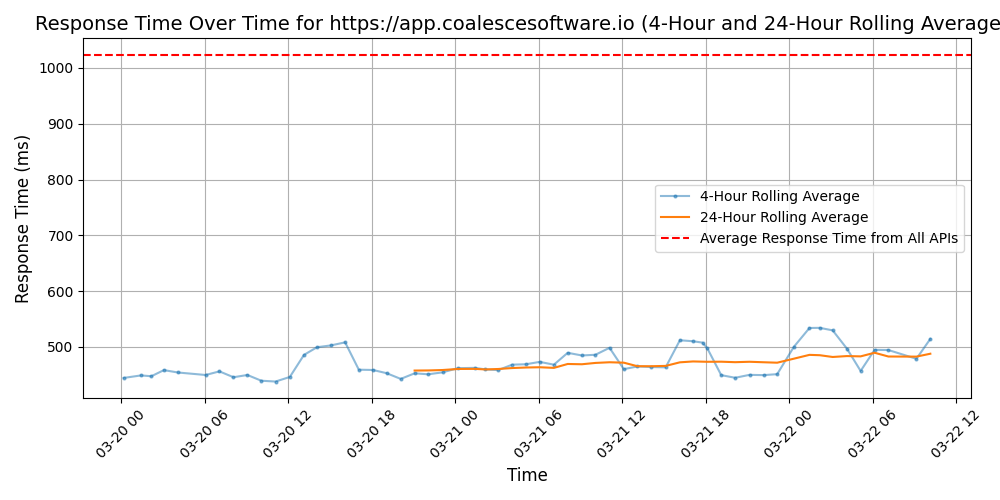 Response Time Over Time for https://app.coalescesoftware.io (4-Hour and 24-Hour Rolling Average
Response Time (ms)
1000
900
800
700
600
500
4-Hour Rolling Average
24-Hour Rolling Average
Average Response Time from All APIs
03-20 00
03-20 06
03-20 12
03-20 18
03-21 00
03-21 06
03-21 12
03-21 18
03-22 00
03-22 06
03-22 12
Time